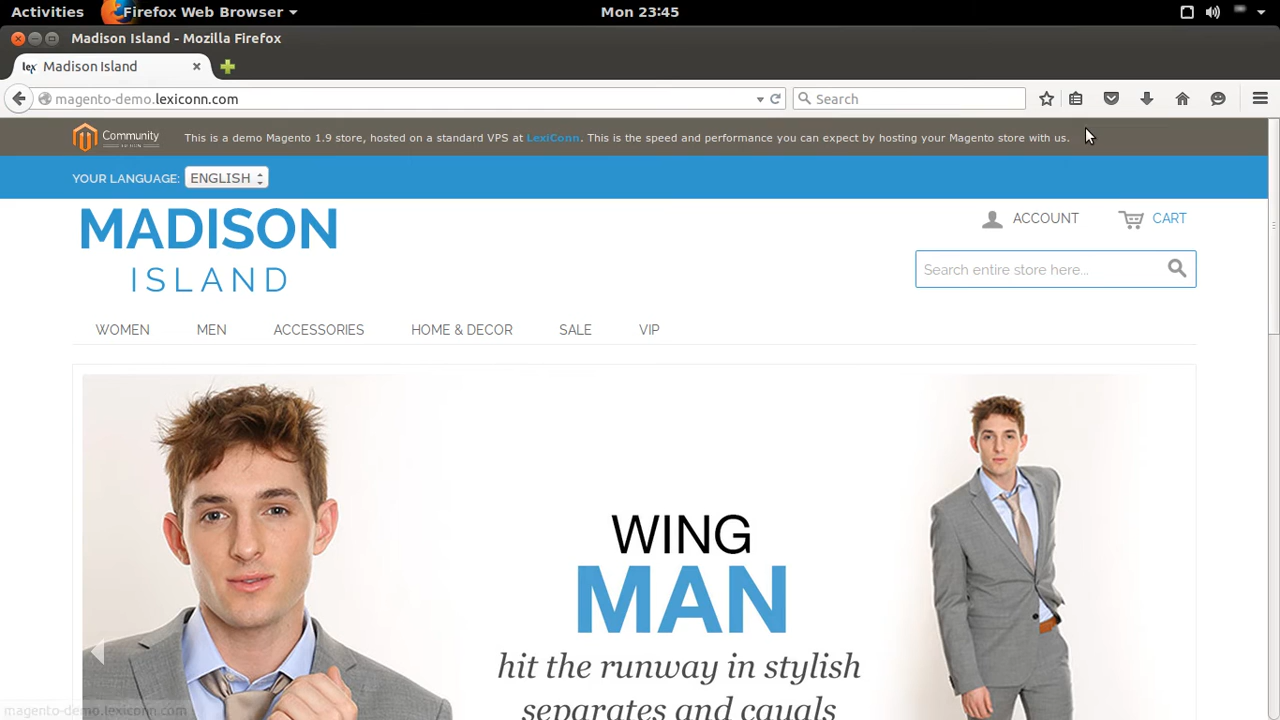 Activities Firefox Web Browser Mon 23:45
Madison Island - Mozilla Firefox
lex Madison Island
magento-demo.lexiconn.com Search
Community This is a demo Magento 1.9 store, hosted on a standard VPS at LexiConn. This is the speed and performance you can expect by hosting your Magento store with us.
YOUR LANGUAGE: ENGLISH
MADISON
ISLAND
ACCOUNT CART
Search entire store here...
WOMEN MEN ACCESSORIES HOME & DECOR SALE VIP
WING
MAN
hit the runway in stylish
separates and casuals
magento-demo.lexiconn.com